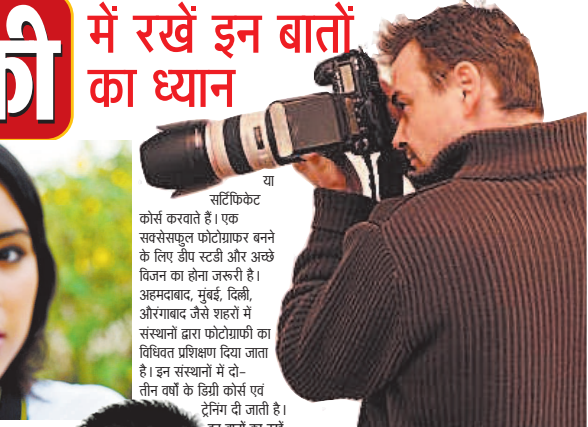 फी
में रखें इन बातों
का ध्यान
या
सर्टिफिकेट
कोर्स करवाते हैं। एक
सक्सेसफुल फोटोग्राफर बनने
के लिए डीप स्टडी और अच्छे
विजन का होना जरूरी है।
अहमदाबाद, मुंबई, दिल्ली,
औरंगाबाद जैसे शहरों में
संस्थानों द्वारा फोटोग्राफी का
विधिवत प्रशिक्षण दिया जाता
है। इन संस्थानों में दो-
तीन वर्षों के डिग्री कोर्स एवं
ट्रेनिंग दी जाती है।